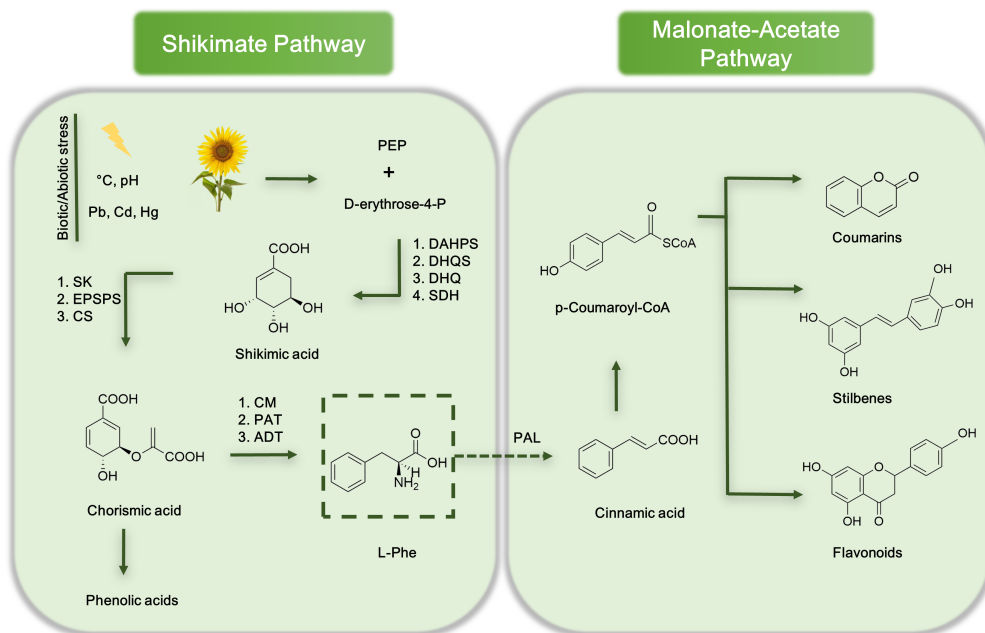 Shikimate Pathway
Malonate-Acetate
Pathway
Biotic/Abiotic stress
°C, pH
Pb, Cd, Hg
PEP
+
D-erythrose-4-P
1. DAHPS
2. DHQS
3. DHQ
4. SDH
COOH
HO
OH
OH
Shikimic acid
1. SK
2. EPSPS
3. CS
COOH
O
COOH
OH
Chorismic acid
Phenolic acids
1. CM
2. PAT
3. ADT
O
OH
H
NH2
L-Phe
PAL
COOH
Cinnamic acid
O
SCoA
HO
p-Coumaroyl-CoA
O
O
Coumarins
OH
OH
HO
OH
Stilbenes
OH
HO
O
OH
O
Flavonoids